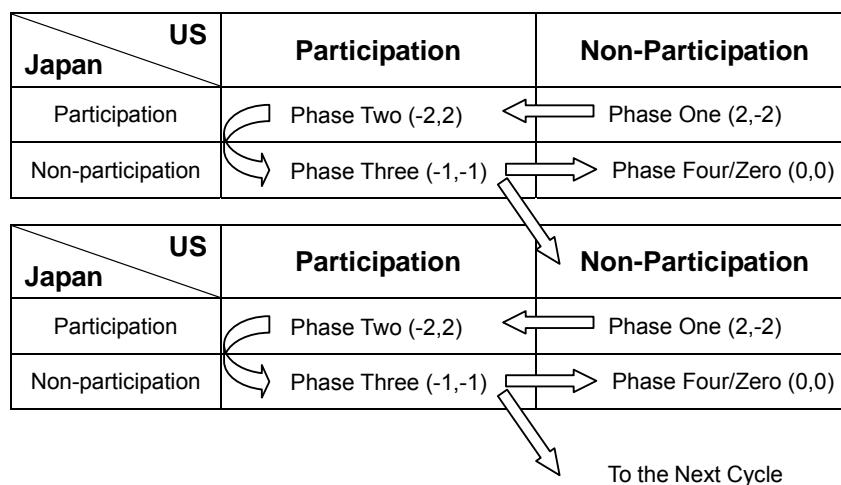 US
Japan
Participation Non-Participation
Participation Phase Two (-2,2) Phase One (2,-2)
Non-participation Phase Three (-1,-1) Phase Four/Zero (0,0)
US
Japan
Participation Non-Participation
Participation Phase Two (-2,2) Phase One (2,-2)
Non-participation Phase Three (-1,-1) Phase Four/Zero (0,0)
To the Next Cycle